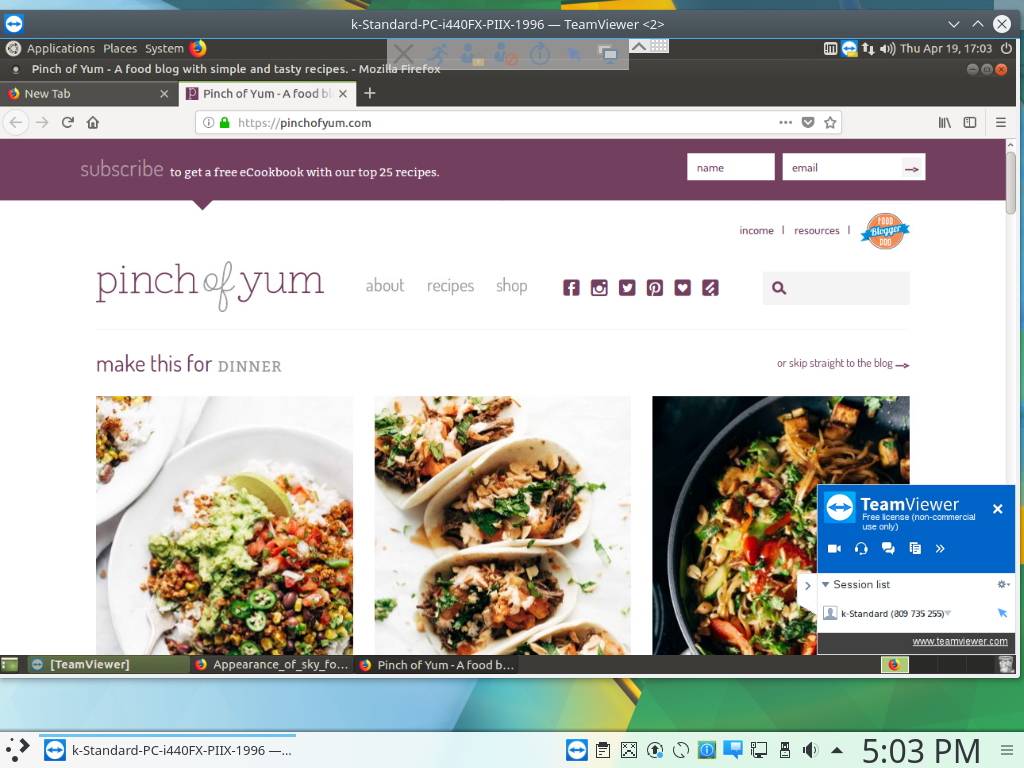 k-Standard-PC-i440FX-PIIX-1996 — TeamViewer <2>
Applications Places System
Thu Apr 19, 17:03
Pinch of Yum - A food blog with simple and tasty recipes. - Mozilla Firefox
New Tab
Pinch of Yum - A food bl
https://pinchofyum.com
subscribe to get a free eCookbook with our top 25 recipes.
name
email
income | resources |
FOOD Blogger PRO
pinch of yum
about recipes shop
make this for DINNER
or skip straight to the blog
TeamViewer
Free license (non-commercial
use only)
Session list
k-Standard (809 735 255)
www.teamviewer.com
[TeamViewer]
Appearance_of_sky_fo...
Pinch of Yum - A food b...
k-Standard-PC-i440FX-PIIX-1996 —...
5:03 PM